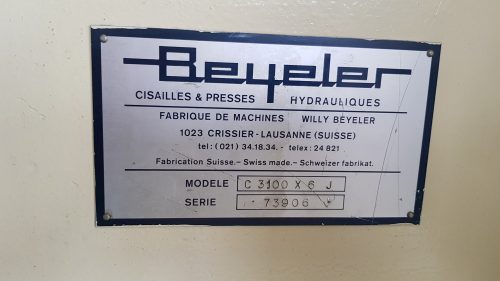 Beyeler
CISAILLES & PRESSES HYDRAULIQUES
FABRIQUE DE MACHINES WILLY BEYELER
1023 CRISSIER-LAUSANNE (SUISSE)
tel: (021) 34.18.34. - telex: 24 821
Fabrication Suisse.- Swiss made.- Schweizer fabrikat.
MODELE C 3100 X 6 J
SERIE 73906